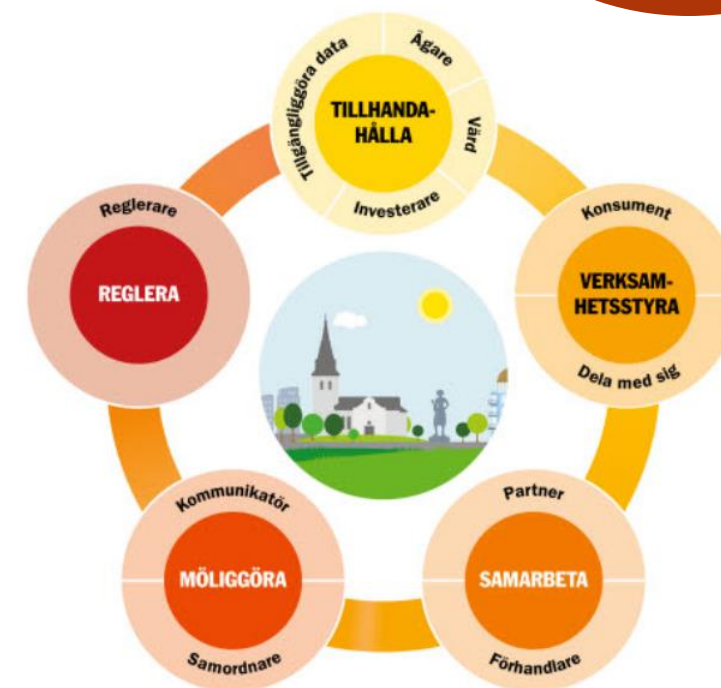 Tillgängliggöra data
Ägare
Värd
Investerare
TILLHANDA-
HÅLLA
Konsument
VERKSAM-
HETSSTYRA
Dela med sig
Partner
SAMARBETA
Förhandlare
Kommunikatör
MÖLIGGÖRA
Samordnare
Reglerare
REGLERA